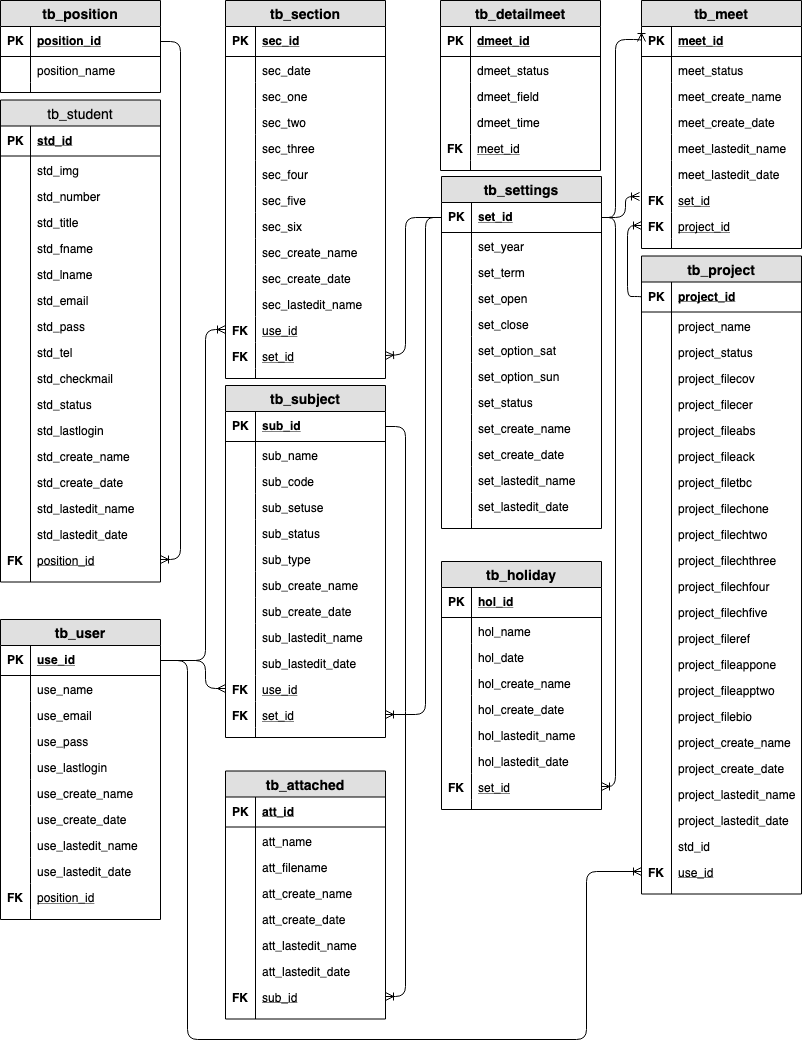 tb_position
PK position_id
position_name
tb_student
PK std_id
std_img
std_number
std_title
std_fname
std_lname
std_email
std_pass
std_tel
std_checkmail
std_status
std_lastlogin
std_create_name
std_create_date
std_lastedit_name
std_lastedit_date
FK position_id
tb_user
PK use_id
use_name
use_email
use_pass
use_lastlogin
use_create_name
use_create_date
use_lastedit_name
use_lastedit_date
FK position_id
tb_section
PK sec_id
sec_date
sec_one
sec_two
sec_three
sec_four
sec_five
sec_six
sec_create_name
sec_create_date
sec_lastedit_name
FK use_id
FK set_id
tb_subject
PK sub_id
sub_name
sub_code
sub_setuse
sub_status
sub_type
sub_create_name
sub_create_date
sub_lastedit_name
sub_lastedit_date
FK use_id
FK set_id
tb_attached
PK att_id
att_name
att_filename
att_create_name
att_create_date
att_lastedit_name
att_lastedit_date
FK sub_id
tb_detailmeet
PK dmeet_id
dmeet_status
dmeet_field
dmeet_time
FK meet_id
tb_settings
PK set_id
set_year
set_term
set_open
set_close
set_option_sat
set_option_sun
set_status
set_create_name
set_create_date
set_lastedit_name
set_lastedit_date
tb_holiday
PK hol_id
hol_name
hol_date
hol_create_name
hol_create_date
hol_lastedit_name
hol_lastedit_date
FK set_id
tb_meet
PK meet_id
meet_status
meet_create_name
meet_create_date
meet_lastedit_name
meet_lastedit_date
FK set_id
FK project_id
tb_project
PK project_id
project_name
project_status
project_filecov
project_filecer
project_fileabs
project_fileack
project_filetbc
project_filechone
project_filechtwo
project_filechthree
project_filechfour
project_filechfive
project_fileref
project_fileappone
project_fileapptwo
project_filebio
project_create_name
project_create_date
project_lastedit_name
project_lastedit_date
std_id
FK use_id